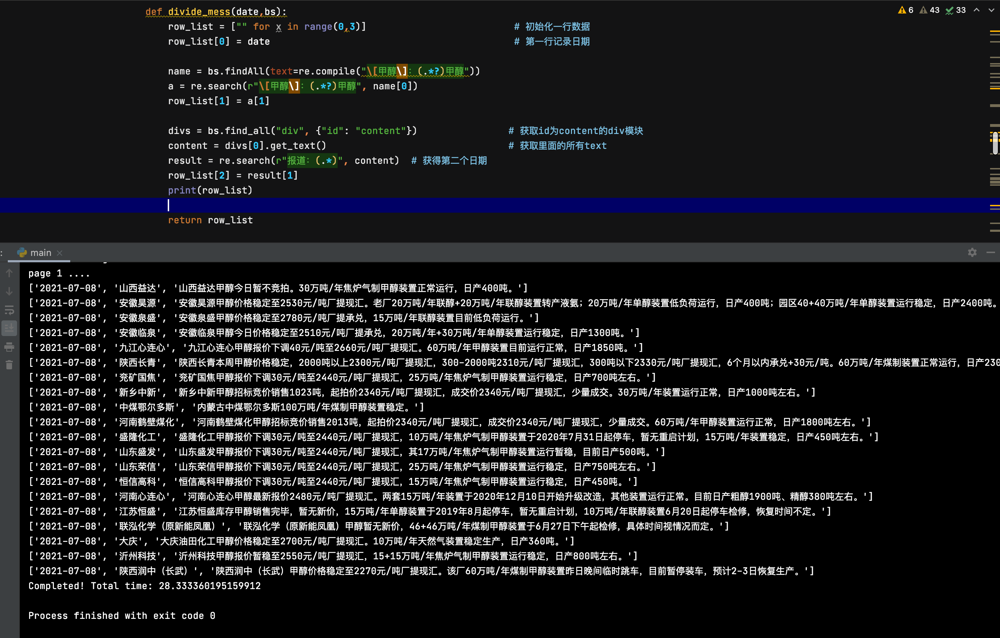 def divide_mess(date,bs):
6 43 33
row_list = ["" for x in range(0,3)] # 初始化一行数据
row_list[0] = date # 第一行记录日期
name = bs.findAll(text=re.compile("\[甲醇\]：(.*?)甲醇"))
a = re.search(r"\[甲醇\]：(.*?)甲醇", name[0])
row_list[1] = a[1]
divs = bs.find_all("div", {"id": "content"}) # 获取id为content的div模块
content = divs[0].get_text() # 获取里面的所有text
result = re.search(r"报道：(.*)", content) # 获得第二个日期
row_list[2] = result[1]
print(row_list)
return row_list
: main
page 1 ....
['2021-07-08', '山西益达', '山西益达甲醇今日暂不竞拍。30万吨/年焦炉气制甲醇装置正常运行，日产400吨。']
['2021-07-08', '安徽昊源', '安徽昊源甲醇价格稳定至2530元/吨厂提现汇。老厂20万吨/年联醇+20万吨/年联醇装置转产液氨；20万吨/年单醇装置低负荷运行，日产400吨；园区40+40万吨/年单醇装置运行稳定，日产2400吨。
['2021-07-08', '安徽泉盛', '安徽泉盛甲醇价格稳定至2780元/吨厂提承兑，15万吨/年联醇装置目前低负荷运行。']
['2021-07-08', '安徽临泉', '安徽临泉甲醇今日价格稳定至2510元/吨厂提承兑，20万吨/年+30万吨/年单醇装置运行稳定，日产1300吨。']
['2021-07-08', '九江心连心', '九江心连心甲醇报价下调40元/吨至2660元/吨厂提现汇。60万吨/年甲醇装置目前运行正常，日产1850吨。']
['2021-07-08', '陕西长青', '陕西长青本周甲醇价格稳定，2000吨以上2300元/吨厂提现汇，300-2000吨2310元/吨厂提现汇，300吨以下2330元/吨厂提现汇，6个月以内承兑+30元/吨。60万吨/年煤制装置正常运行，日产230
['2021-07-08', '兖矿国焦', '兖矿国焦甲醇报价下调30元/吨至2440元/吨厂提现汇，25万吨/年焦炉气制甲醇装置运行稳定，日产700吨左右。']
['2021-07-08', '新乡中新', '新乡中新甲醇招标竞价销售1023吨，起拍价2340元/吨厂提现汇，成交价2340元/吨厂提现汇，少量成交。30万吨/年装置运行正常，日产1000吨左右。']
['2021-07-08', '中煤鄂尔多斯', '内蒙古中煤鄂尔多斯100万吨/年煤制甲醇装置稳定。']
['2021-07-08', '河南鹤壁煤化', '河南鹤壁煤化甲醇招标竞价销售2013吨，起拍价2340元/吨厂提现汇，成交价2340元/吨厂提现汇，少量成交。60万吨/年甲醇装置运行正常，日产1800吨左右。']
['2021-07-08', '盛隆化工', '盛隆化工甲醇报价下调30元/吨至2440元/吨厂提现汇，10万吨/年焦炉气制甲醇装置于2020年7月31日起停车，暂无重启计划，15万吨/年装置稳定，日产450吨左右。']
['2021-07-08', '山东盛发', '山东盛发甲醇报价下调30元/吨至2440元/吨厂提现汇，其17万吨/年焦炉气制甲醇装置运行暂稳，目前日产500吨。']
['2021-07-08', '山东荣信', '山东荣信甲醇报价下调30元/吨至2440元/吨厂提现汇，25万吨/年焦炉气制甲醇装置运行稳定，日产750吨左右。']
['2021-07-08', '恒信高科', '恒信高科甲醇报价下调30元/吨至2440元/吨厂提现汇，15万吨/年焦炉气制甲醇装置运行稳定，日产450吨。']
['2021-07-08', '河南心连心', '河南心连心甲醇最新报价2480元/吨厂提现汇。两套15万吨/年装置于2020年12月10日开始升级改造，其他装置运行正常。目前日产粗醇1900吨、精醇380吨左右。']
['2021-07-08', '江苏恒盛', '江苏恒盛库存甲醇销售完毕，暂无新价，15万吨/年单醇装置于2019年8月起停车，暂无重启计划，10万吨/年联醇装置6月20日起停车检修，恢复时间不定。']
['2021-07-08', '联泓化学（原新能凤凰）', '联泓化学（原新能凤凰）甲醇暂无新价，46+46万吨/年煤制甲醇装置于6月27日下午起检修，具体时间视情况而定。']
['2021-07-08', '大庆', '大庆油田化工甲醇价格稳定至2700元/吨厂提现汇。10万吨/年天然气装置稳定生产，日产360吨。']
['2021-07-08', '沂州科技', '沂州科技甲醇报价暂稳至2550元/吨厂提现汇，15+15万吨/年焦炉气制甲醇装置运行稳定，日产800吨左右。']
['2021-07-08', '陕西润中（长武）', '陕西润中（长武）甲醇价格稳定至2270元/吨厂提现汇。该厂60万吨/年煤制甲醇装置昨日晚间临时跳车，目前暂停装车，预计2-3日恢复生产。']
Completed! Total time: 28.333360195159912
Process finished with exit code 0